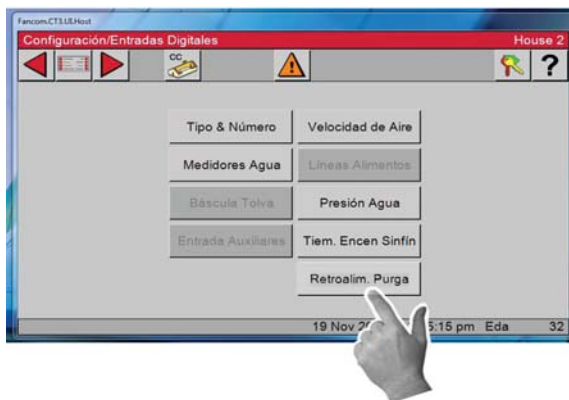 Fancom.CT3.UI.Host
Configuración/Entradas Digitales House 2
CC
?
Tipo & Número Velocidad de Aire
Medidores Agua Líneas Alimentos
Báscula Tolva Presión Agua
Entrada Auxiliares Tiem. Encen Sinfín
Retroalim. Purga
19 Nov 5:15 pm Eda 32